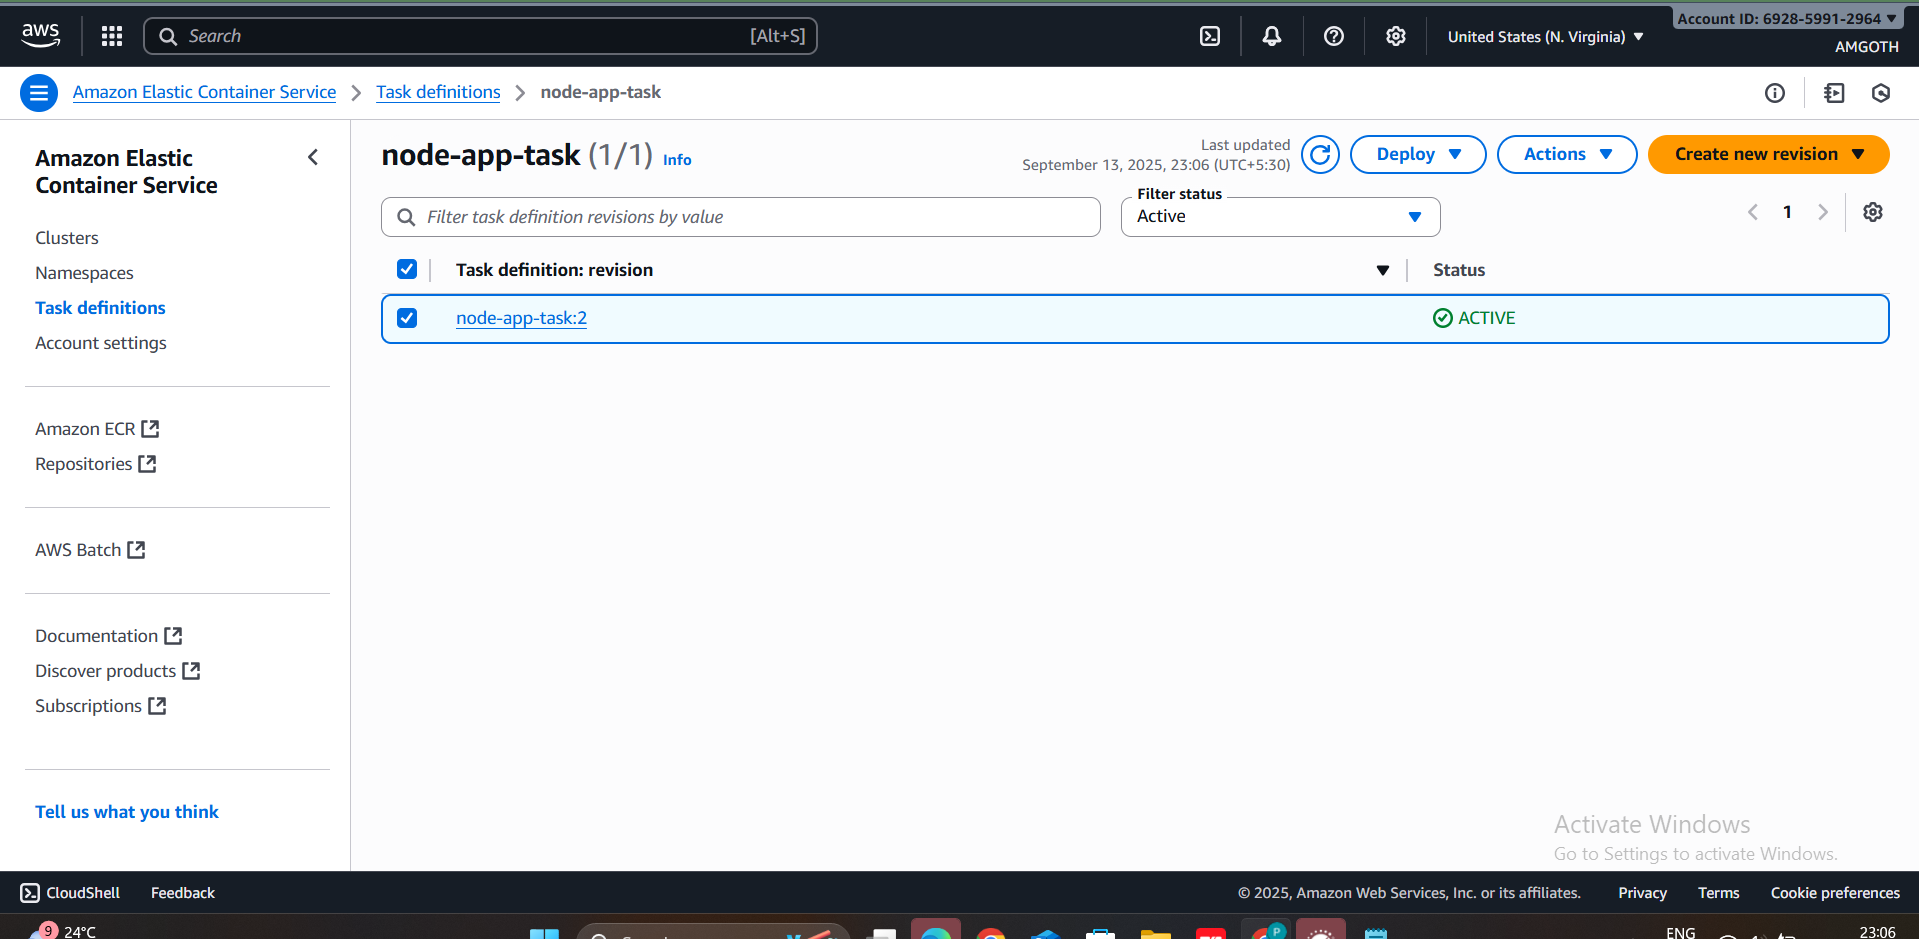 aws
Search [Alt+S]
United States (N. Virginia)
Account ID: 6928-5991-2964
AMGOTH
Amazon Elastic Container Service
Task definitions
node-app-task
Amazon Elastic
Container Service
Clusters
Namespaces
Task definitions
Account settings
Amazon ECR
Repositories
AWS Batch
Documentation
Discover products
Subscriptions
Tell us what you think
node-app-task (1/1) Info
Last updated
September 13, 2025, 23:06 (UTC+5:30)
Deploy
Actions
Create new revision
Filter task definition revisions by value
Filter status
Active
1
Task definition: revision
Status
node-app-task:2
ACTIVE
Activate Windows
Go to Settings to activate Windows.
CloudShell
Feedback
© 2025, Amazon Web Services, Inc. or its affiliates.
Privacy
Terms
Cookie preferences
9
24°C
P
ENG
23:06